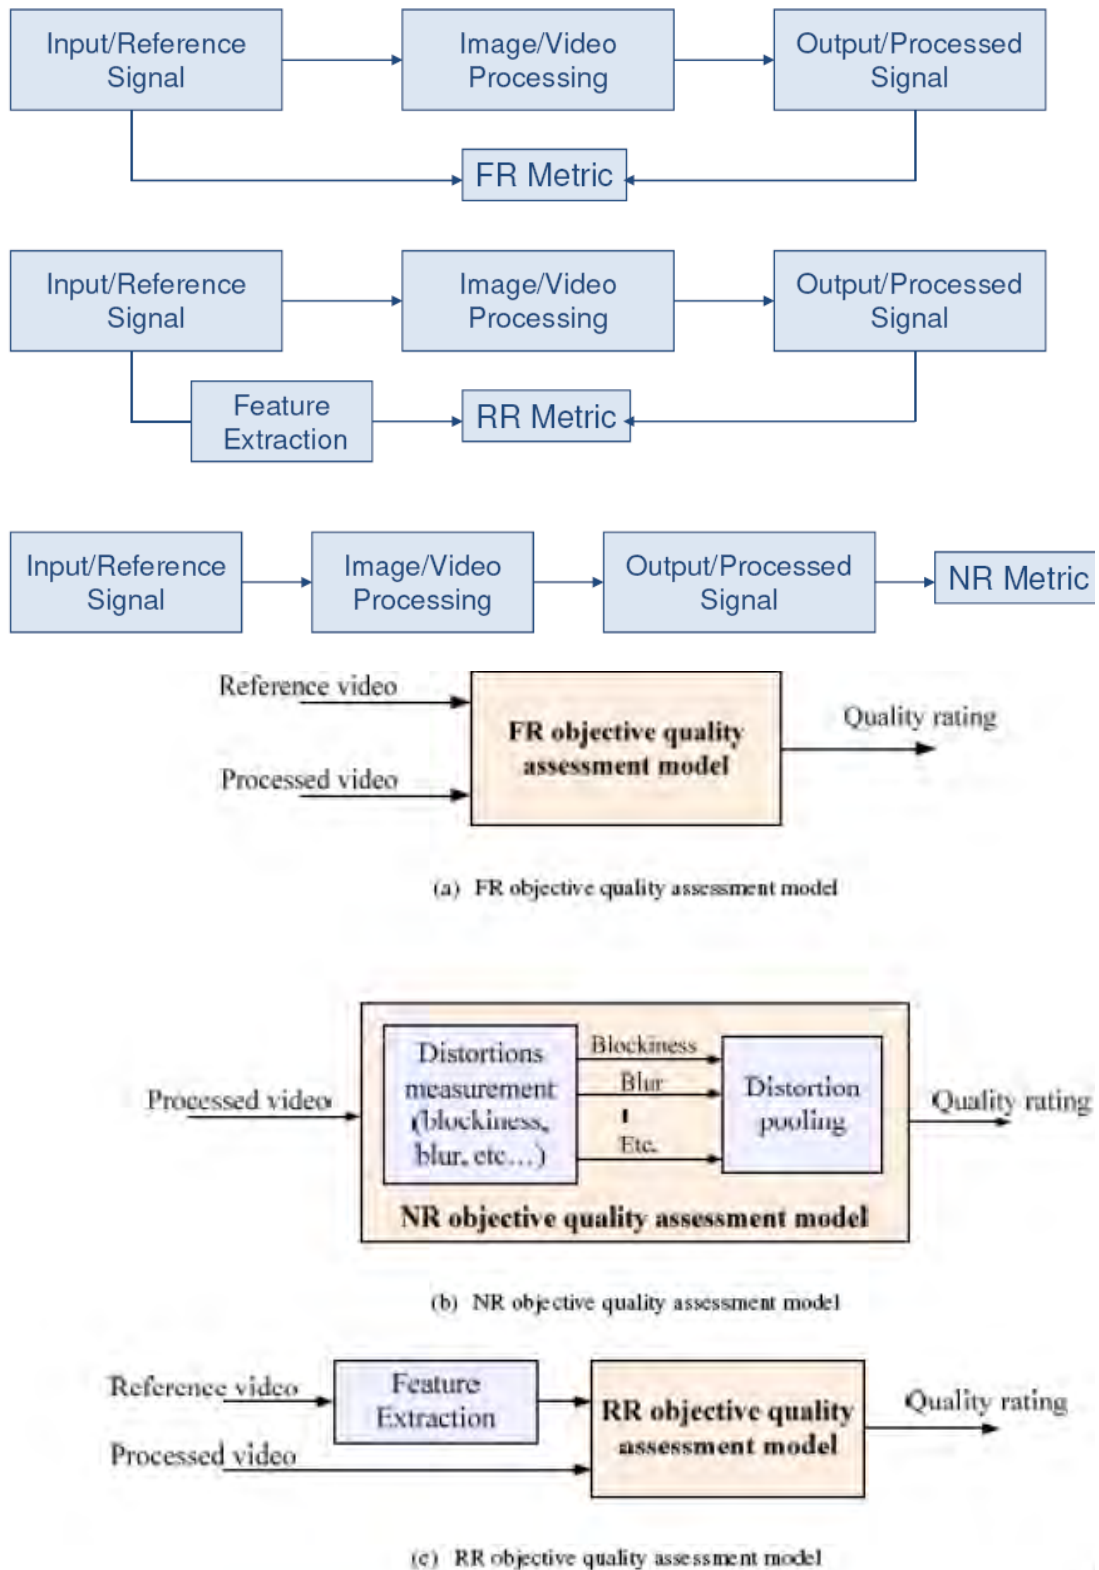 Input/Reference
Signal
Image/Video
Processing
Output/Processed
Signal
FR Metric
Input/Reference
Signal
Image/Video
Processing
Output/Processed
Signal
Feature
Extraction
RR Metric
Input/Reference
Signal
Image/Video
Processing
Output/Processed
Signal
NR Metric
Reference video
Processed video
FR objective quality
assessment model
Quality rating
(a) FR objective quality assessment model
Processed video
Distortions
measurement
(blockiness,
blur, etc…)
Blockiness
Blur
Etc.
Distortion
pooling
NR objective quality assessment model
Quality rating
(b) NR objective quality assessment model
Reference video
Feature
Extraction
Processed video
RR objective quality
assessment model
Quality rating
(c) RR objective quality assessment model